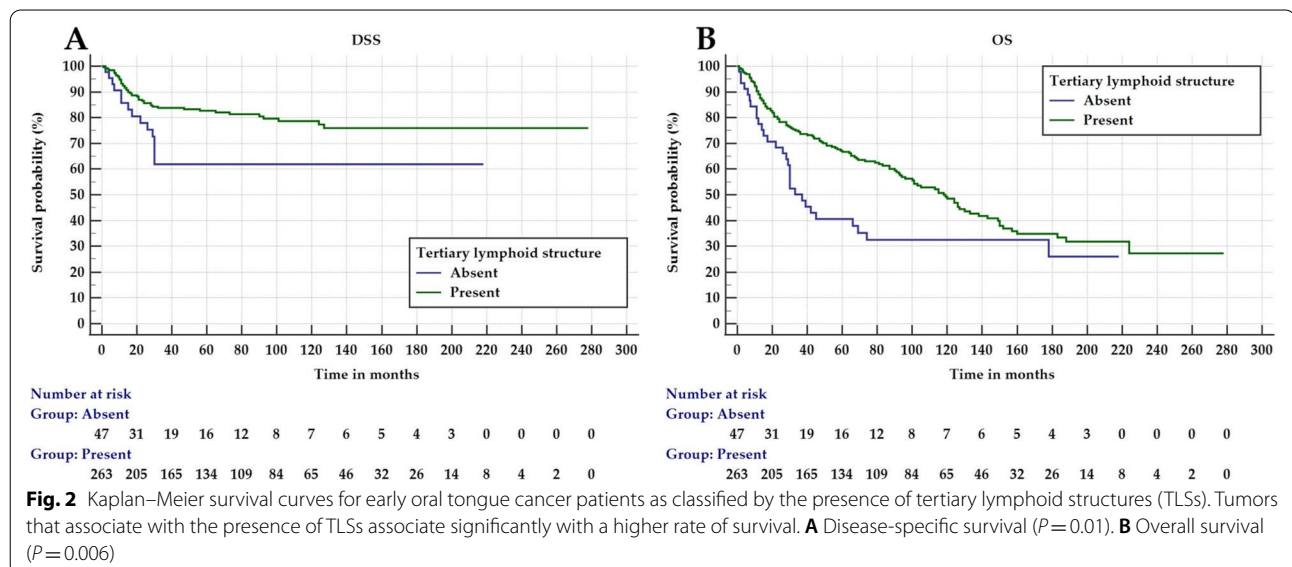 A
DSS
100
90
80
70
60
50
40
30
20
10
0
Survival probability (%)
Tertiary lymphoid structure
Absent
Present
0 20 40 60 80 100 120 140 160 180 200 220 240 260 280 300
Time in months
Number at risk
Group: Absent
47 31 19 16 12 8 7 6 5 4 3 0 0 0 0
Group: Present
263 205 165 134 109 84 65 46 32 26 14 8 4 2 0
B
OS
100
90
80
70
60
50
40
30
20
10
0
Survival probability (%)
Tertiary lymphoid structure
Absent
Present
0 20 40 60 80 100 120 140 160 180 200 220 240 260 280 300
Time in months
Number at risk
Group: Absent
47 31 19 16 12 8 7 6 5 4 3 0 0 0 0
Group: Present
263 205 165 134 109 84 65 46 32 26 14 8 4 2 0
Fig. 2 Kaplan–Meier survival curves for early oral tongue cancer patients as classified by the presence of tertiary lymphoid structures (TLSs). Tumors
that associate with the presence of TLSs associate significantly with a higher rate of survival. A Disease-specific survival (P = 0.01). B Overall survival
(P = 0.006)